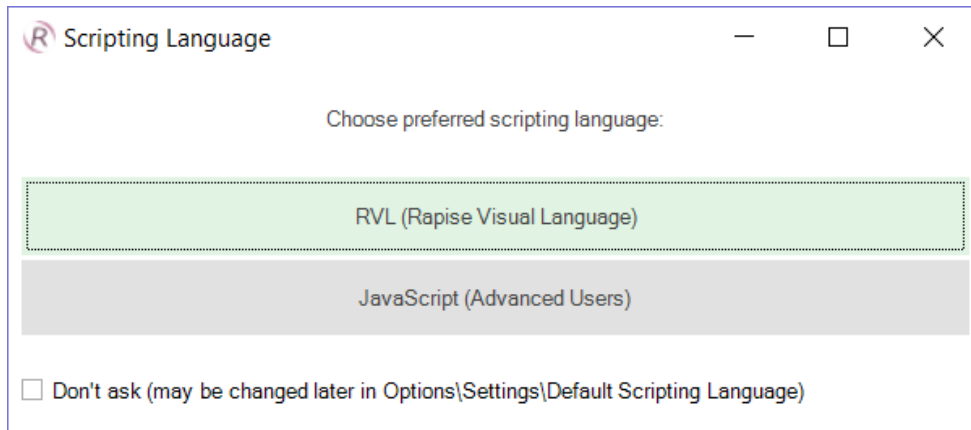 Scripting Language
Choose preferred scripting language:
RVL (Rapise Visual Language)
JavaScript (Advanced Users)
Don't ask (may be changed later in Options\Settings\Default Scripting Language)